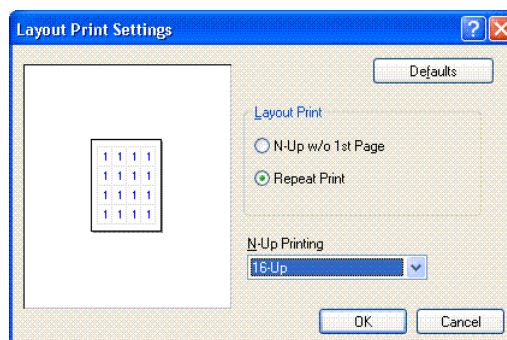 Layout Print Settings
Defaults
Layout Print
N-Up w/o 1st Page
Repeat Print
1 1 1 1
1 1 1 1
1 1 1 1
1 1 1 1
N-Up Printing
16-Up
OK Cancel